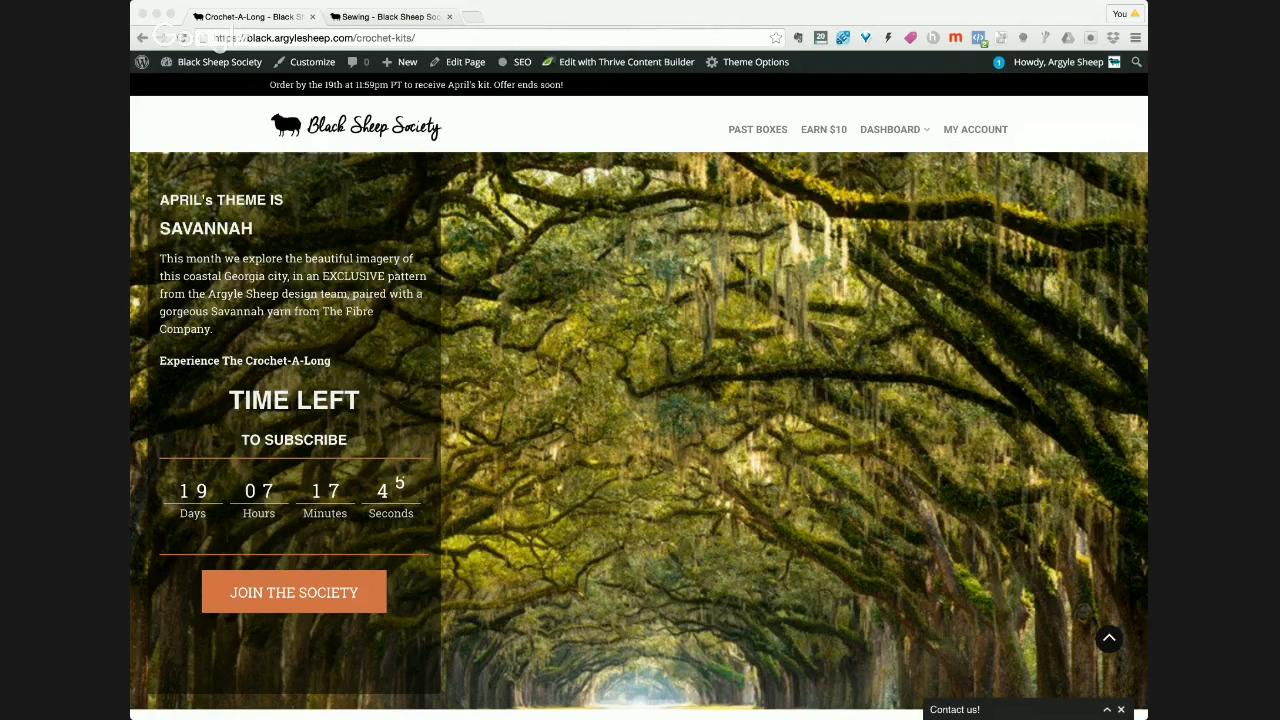 Crochet-A-Long - Black Sh
Sewing - Black Sheep Soc
You
https://black.argylesheep.com/crochet-kits/
20
Black Sheep Society
Customize
0
New
Edit Page
SEO
Edit with Thrive Content Builder
Theme Options
1
Howdy, Argyle Sheep
Order by the 19th at 11:59pm PT to receive April's kit. Offer ends soon!
Black Sheep Society
PAST BOXES
EARN $10
DASHBOARD
MY ACCOUNT
APRIL's THEME IS
SAVANNAH
This month we explore the beautiful imagery of
this coastal Georgia city, in an EXCLUSIVE pattern
from the Argyle Sheep design team, paired with a
gorgeous Savannah yarn from The Fibre
Company.
Experience The Crochet-A-Long
TIME LEFT
TO SUBSCRIBE
19 07 17 45
Days Hours Minutes Seconds
JOIN THE SOCIETY
Contact us!